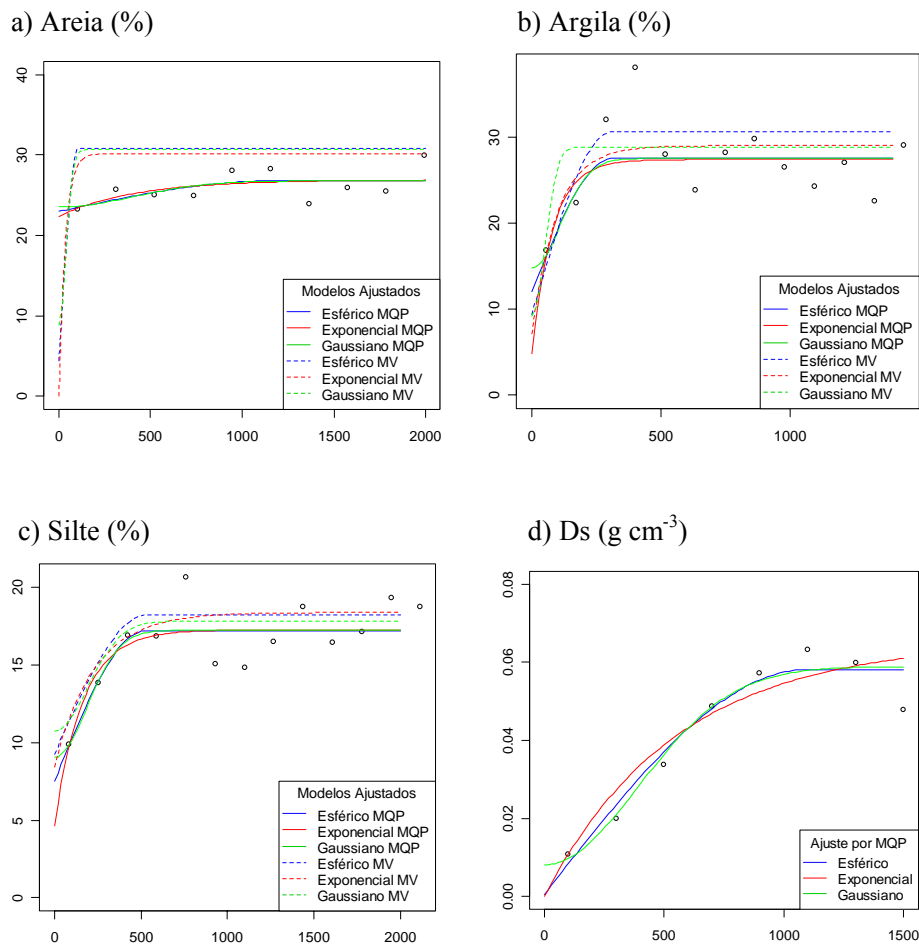 a) Areia (%)
40
30
20
10
0
0 500 1000 1500 2000
Modelos Ajustados
Esférico MQP
Exponencial MQP
Gaussiano MQP
Esférico MV
Exponencial MV
Gaussiano MV
b) Argila (%)
30
20
10
0
0 500 1000
Modelos Ajustados
Esférico MQP
Exponencial MQP
Gaussiano MQP
Esférico MV
Exponencial MV
Gaussiano MV
c) Silte (%)
20
15
10
5
0
0 500 1000 1500 2000
Modelos Ajustados
Esférico MQP
Exponencial MQP
Gaussiano MQP
Esférico MV
Exponencial MV
Gaussiano MV
d) Ds (g cm⁻³)
0.08
0.06
0.04
0.02
0.00
0 500 1000 1500
Ajuste por MQP
Esférico
Exponencial
Gaussiano